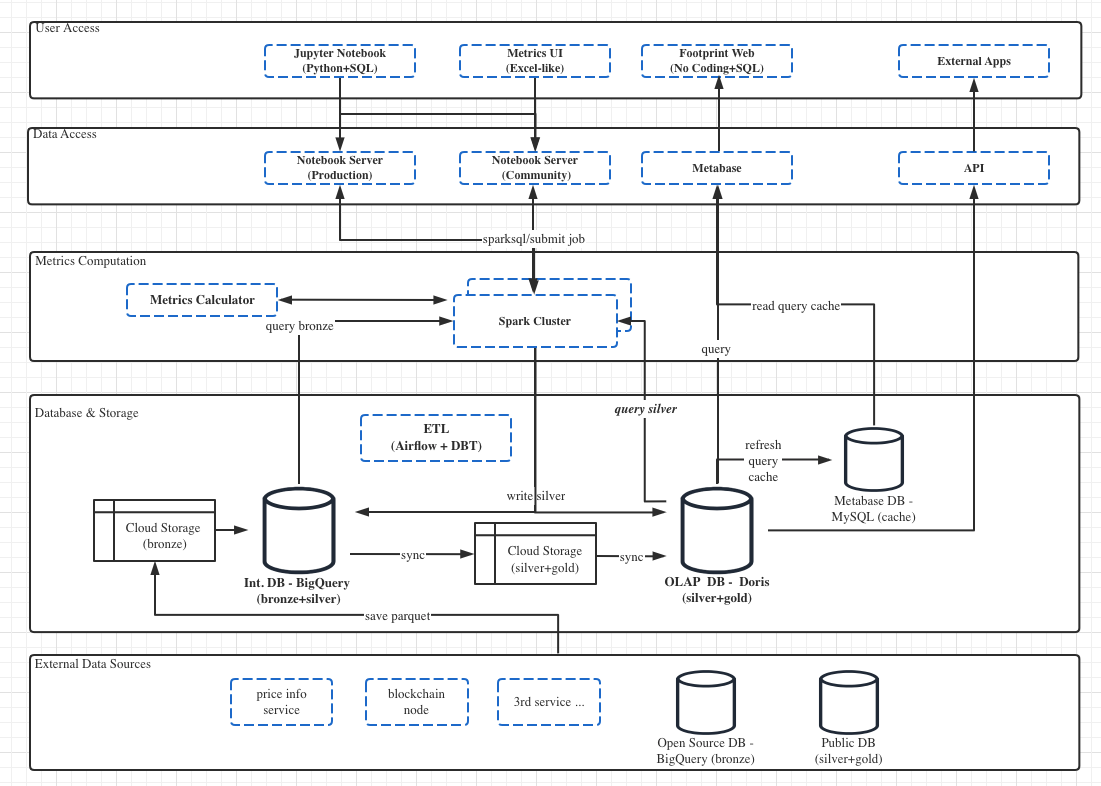 User Access
Jupyter Notebook
(Python+SQL)
Metrics UI
(Excel-like)
Footprint Web
(No Coding+SQL)
External Apps
Data Access
Notebook Server
(Production)
Notebook Server
(Community)
Metabase
API
sparksql/submit job
Metrics Computation
Metrics Calculator
Spark Cluster
query bronze
read query cache
query
query silver
Database & Storage
ETL
(Airflow + DBT)
refresh
query
cache
Metabase DB -
MySQL (cache)
write silver
Cloud Storage
(bronze)
Cloud Storage
(silver+gold)
sync
sync
Int. DB - BigQuery
(bronze+silver)
OLAP DB - Doris
(silver+gold)
save parquet
External Data Sources
price info
service
blockchain
node
3rd service ...
Open Source DB -
BigQuery (bronze)
Public DB
(silver+gold)